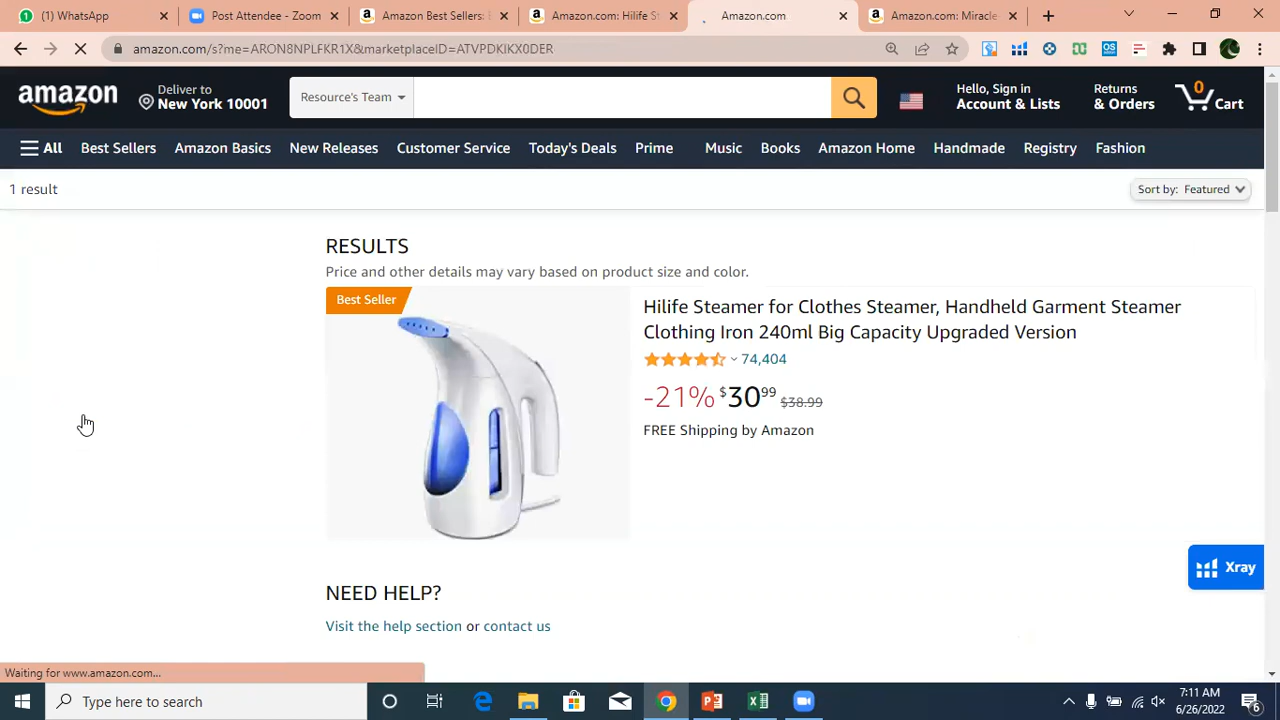 (1) WhatsApp
Post Attendee - Zoom
Amazon Best Sellers: E
Amazon.com: Hilife St
Amazon.com
Amazon.com: Miracle
amazon.com/s?me=ARON8NPLFKR1X&marketplaceID=ATVPDKIKX0DER
amazon
Deliver to
New York 10001
Resource's Team
Hello, Sign in
Account & Lists
Returns
& Orders
0
Cart
All
Best Sellers
Amazon Basics
New Releases
Customer Service
Today's Deals
Prime
Music
Books
Amazon Home
Handmade
Registry
Fashion
1 result
Sort by: Featured
RESULTS
Price and other details may vary based on product size and color.
Best Seller
Hilife Steamer for Clothes Steamer, Handheld Garment Steamer
Clothing Iron 240ml Big Capacity Upgraded Version
74,404
-21% $30 99 $38.99
FREE Shipping by Amazon
Xray
NEED HELP?
Visit the help section or contact us
Waiting for www.amazon.com...
Type here to search
7:11 AM
6/26/2022
6